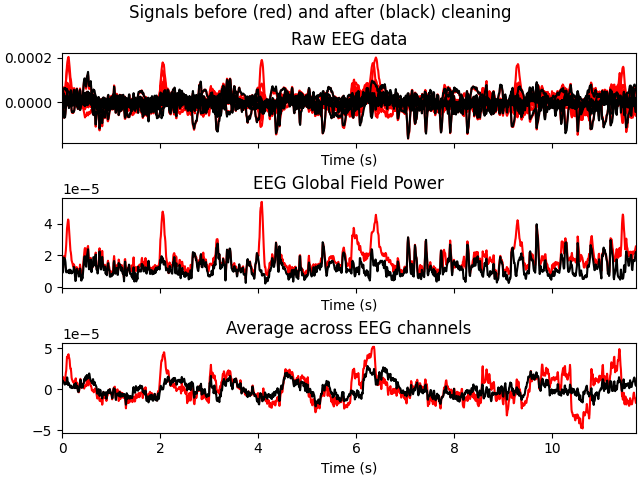 Signals before (red) and after (black) cleaning
Raw EEG data
0.0002
0.0000
Time (s)
EEG Global Field Power
1e−5
4
2
0
Time (s)
Average across EEG channels
1e−5
5
0
−5
0 2 4 6 8 10
Time (s)